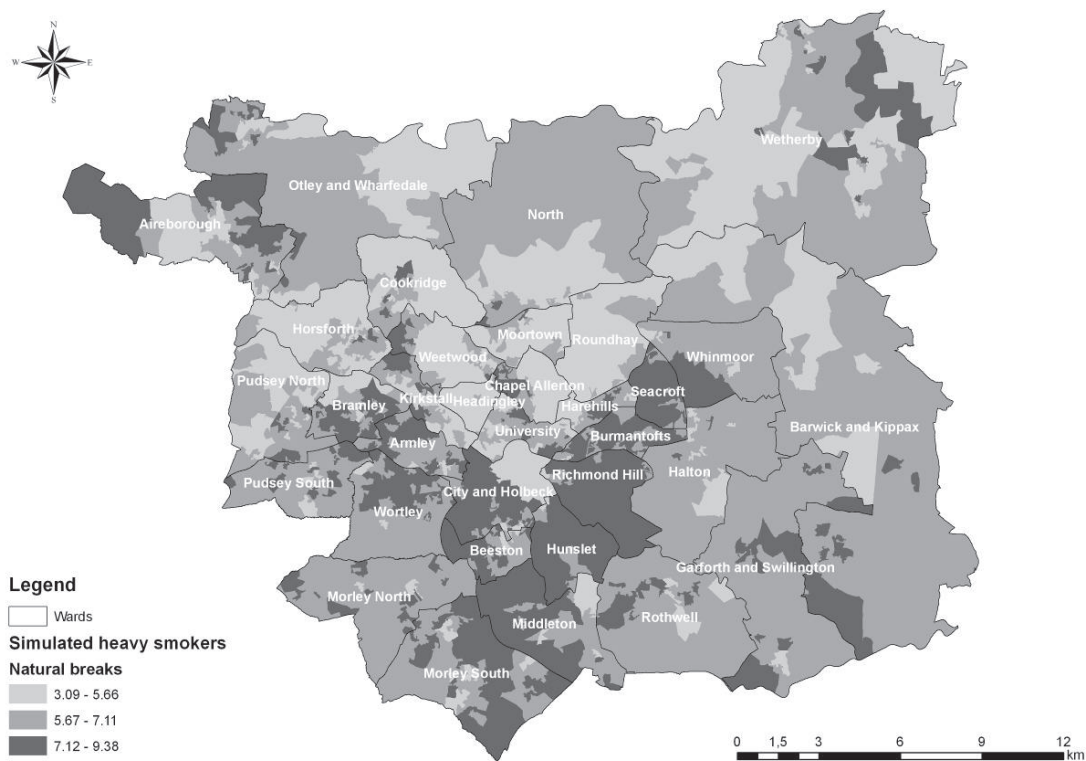 N
W E
S
Wetherby
Otley and Wharfedale
North
Aireborough
Cookridge
Horsforth
Moortown
Roundhay
Weetwood
Whinmoor
Pudsey North
Chapel Allerton
Seacroft
Kirkstall
Headingley
Bramley
Harehills
Barwick and Kippax
University
Burmantofts
Armley
Halton
Richmond Hill
Pudsey South
City and Holbeck
Wortley
Beeston
Hunslet
Garforth and Swillington
Morley North
Rothwell
Middleton
Morley South
Legend
Wards
Simulated heavy smokers
Natural breaks
3.09 - 5.66
5.67 - 7.11
7.12 - 9.38
0 1,5 3 6 9 12
km